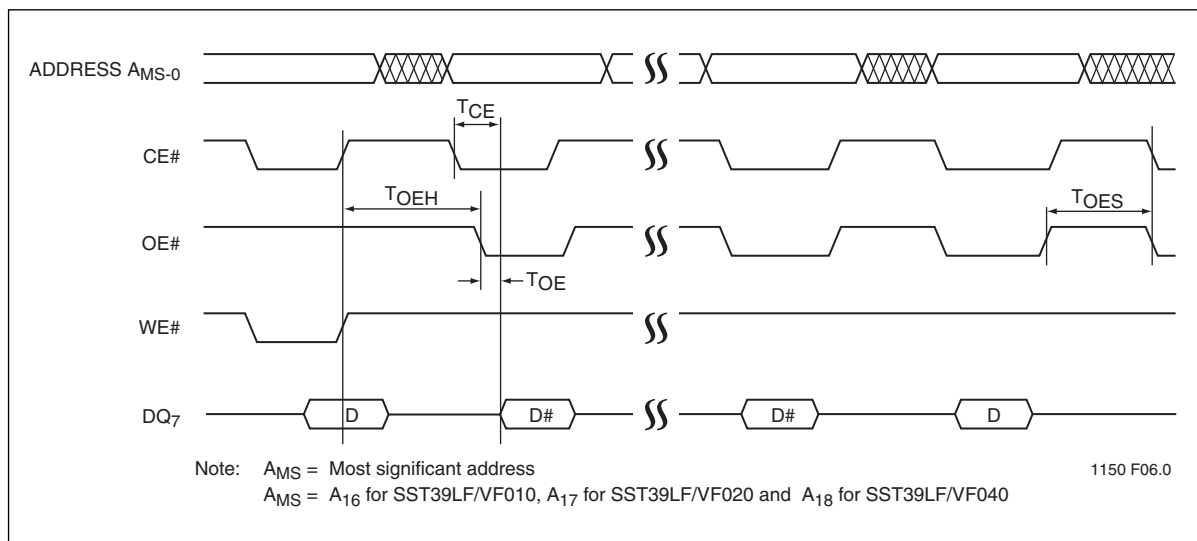 ADDRESS AMS-0
TCE
CE#
TOEH
TOES
OE#
TOE
WE#
DQ7 D D# D# D
Note: AMS = Most significant address 1150 F06.0
AMS = A16 for SST39LF/VF010, A17 for SST39LF/VF020 and A18 for SST39LF/VF040